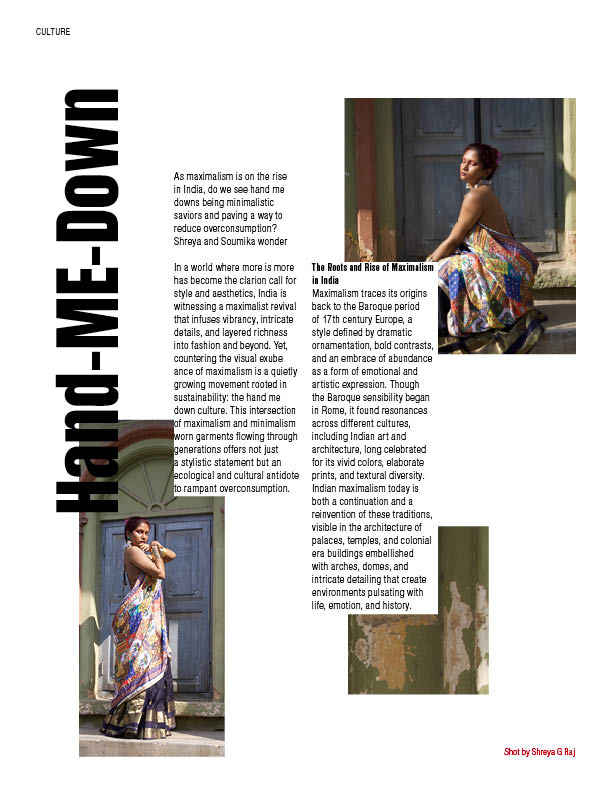 CULTURE
Hand-ME-Down
As maximalism is on the rise
in India, do we see hand me
downs being minimalistic
saviors and paving a way to
reduce overconsumption?
Shreya and Soumika wonder
In a world where more is more
has become the clarion call for
style and aesthetics, India is
witnessing a maximalist revival
that infuses vibrancy, intricate
details, and layered richness
into fashion and beyond. Yet,
countering the visual exube
ance of maximalism is a quietly
growing movement rooted in
sustainability: the hand me
down culture. This intersection
of maximalism and minimalism
worn garments flowing through
generations offers not just
a stylistic statement but an
ecological and cultural antidote
to rampant overconsumption.
The Roots and Rise of Maximalism
in India
Maximalism traces its origins
back to the Baroque period
of 17th century Europe, a
style defined by dramatic
ornamentation, bold contrasts,
and an embrace of abundance
as a form of emotional and
artistic expression. Though
the Baroque sensibility began
in Rome, it found resonances
across different cultures,
including Indian art and
architecture, long celebrated
for its vivid colors, elaborate
prints, and textural diversity.
Indian maximalism today is
both a continuation and a
reinvention of these traditions,
visible in the architecture of
palaces, temples, and colonial
era buildings embellished
with arches, domes, and
intricate detailing that create
environments pulsating with
life, emotion, and history.
Shot by Shreya G Raj